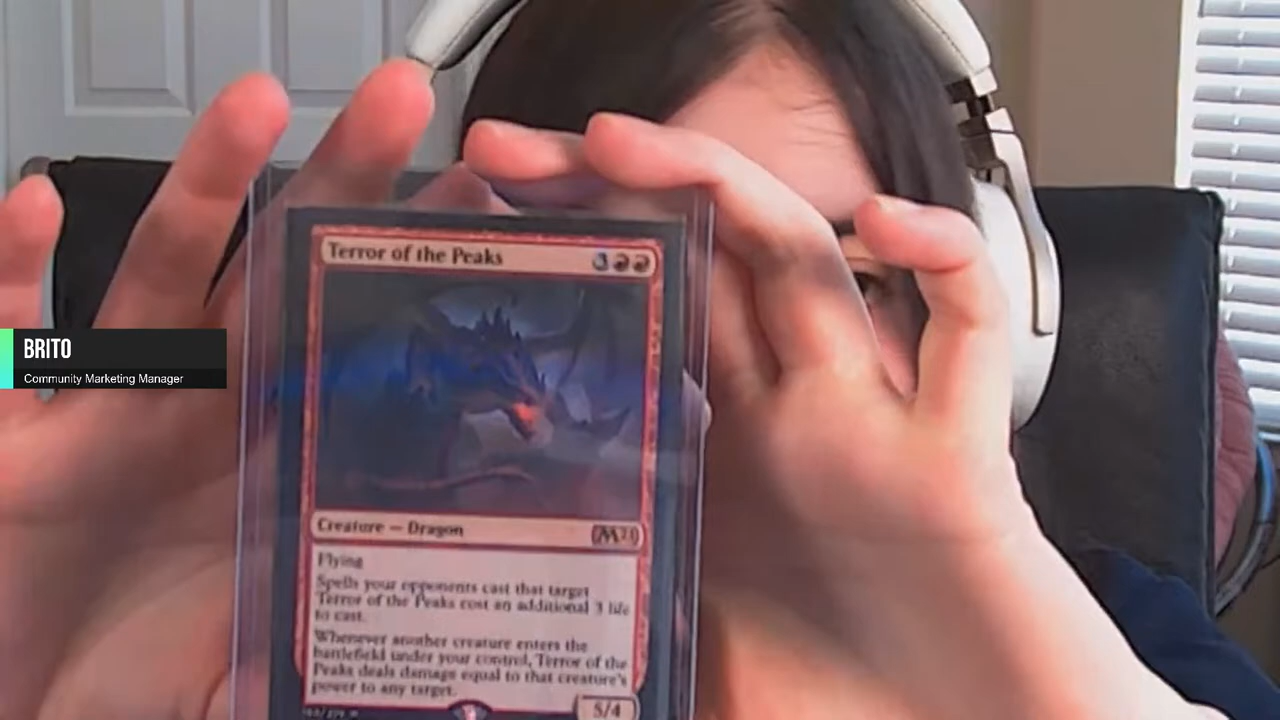 Terror of the Peaks
BRITO
Community Marketing Manager
Creature — Dragon
M21
Flying
Spells your opponents cast that target
Terror of the Peaks cost an additional 3 life
to cast.
Whenever another creature enters the
battlefield under your control, Terror of the
Peaks deals damage equal to that creature's
power to any target.
5/4